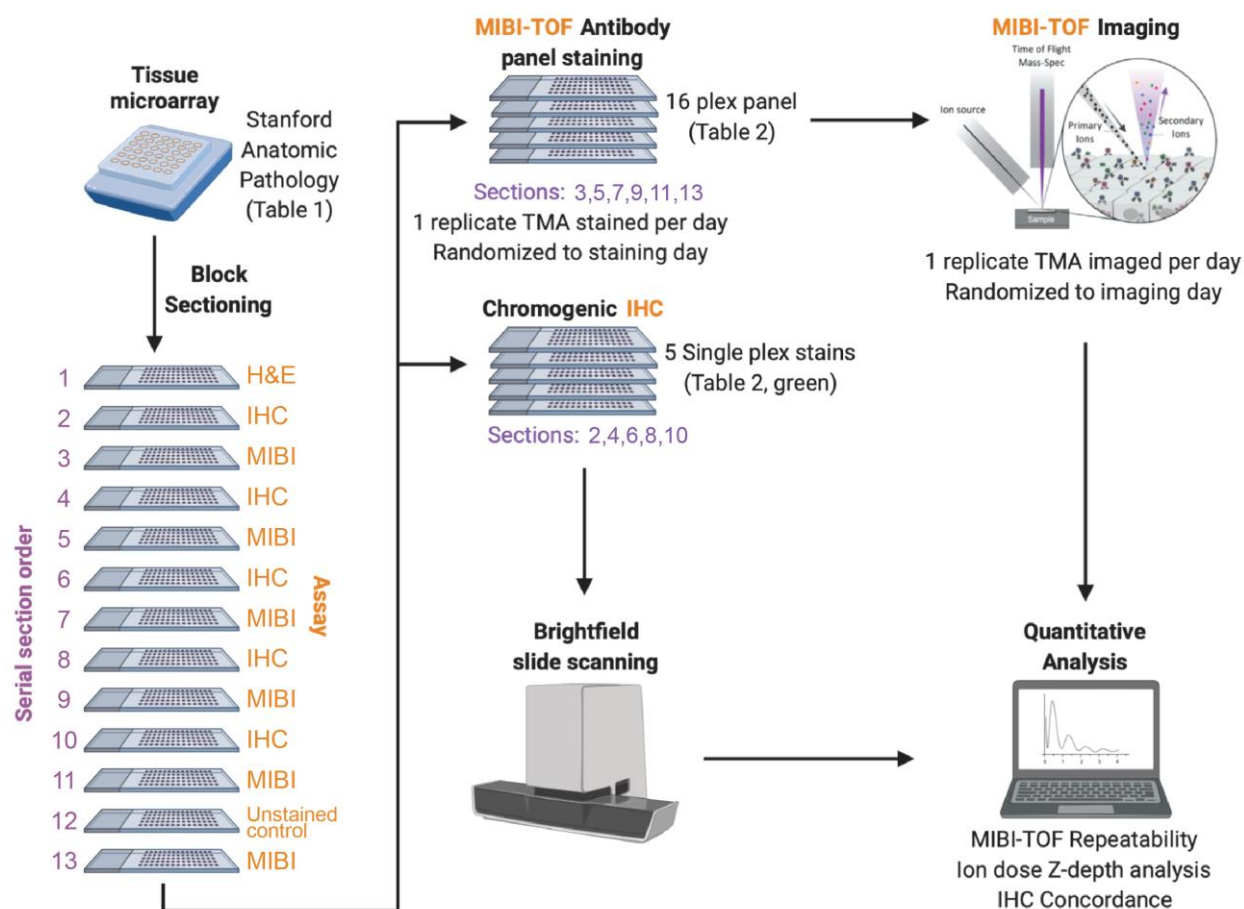 Tissue
microarray
Stanford
Anatomic
Pathology
(Table 1)
Block
Sectioning
Serial section order
1 H&E
2 IHC
3 MIBI
4 IHC
5 MIBI
6 IHC
7 MIBI
8 IHC
9 MIBI
10 IHC
11 MIBI
12 Unstained
control
13 MIBI
Assay
MIBI-TOF Antibody
panel staining
16 plex panel
(Table 2)
Sections: 3,5,7,9,11,13
1 replicate TMA stained per day
Randomized to staining day
Chromogenic IHC
5 Single plex stains
(Table 2, green)
Sections: 2,4,6,8,10
Brightfield
slide scanning
MIBI-TOF Imaging
Time of Flight
Mass-Spec
Ion source
Primary
Ions
Secondary
Ions
Sample
1 replicate TMA imaged per day
Randomized to imaging day
Quantitative
Analysis
0 1 2 3 4
MIBI-TOF Repeatability
Ion dose Z-depth analysis
IHC Concordance